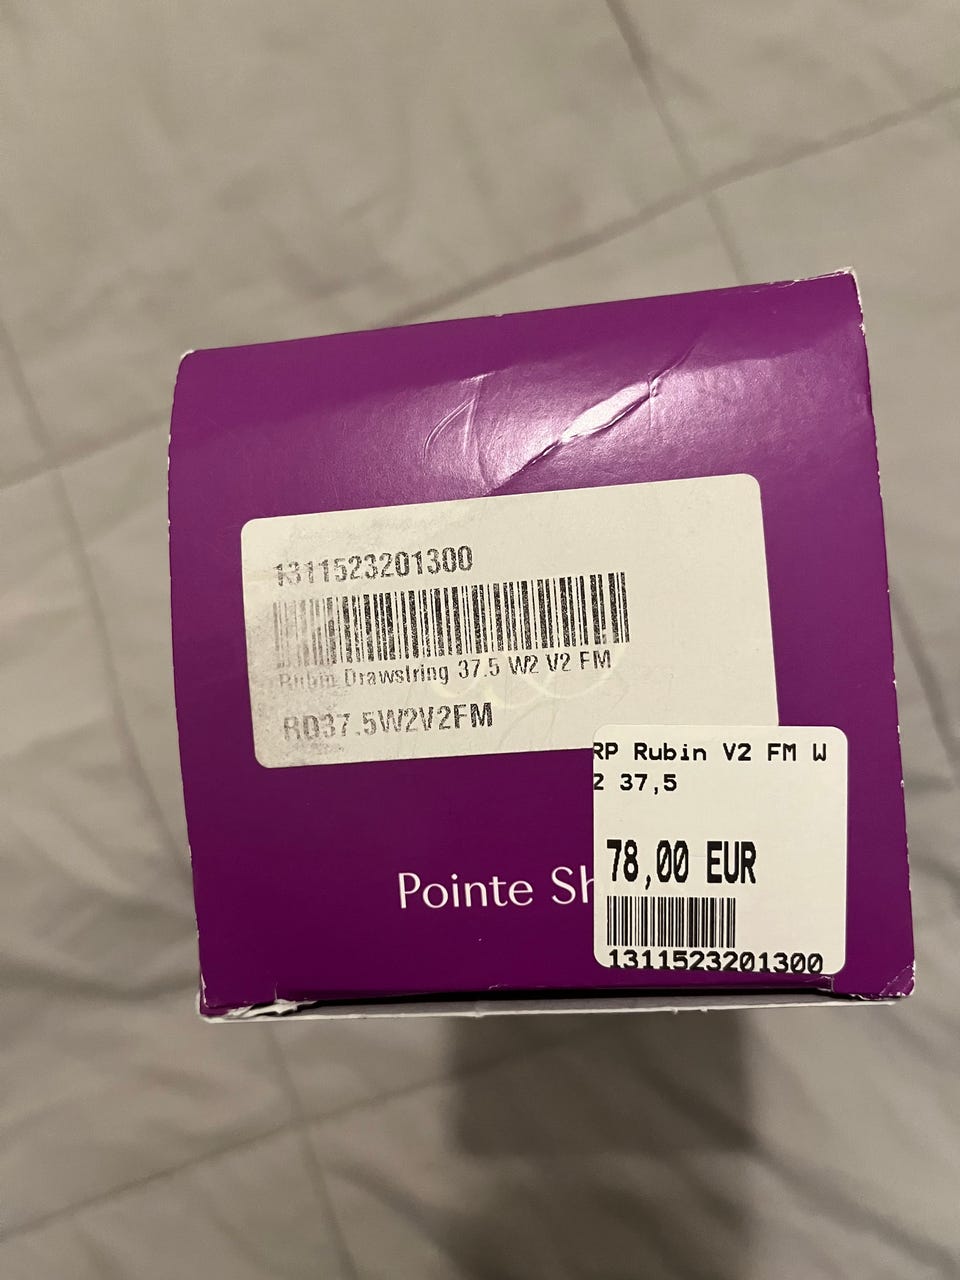 1311523201300
Rubin Drawstring 37.5 W2 V2 FM
RD37.5W2V2FM
RP Rubin V2 FM W
2 37,5
78,00 EUR
1311523201300
Pointe Sh